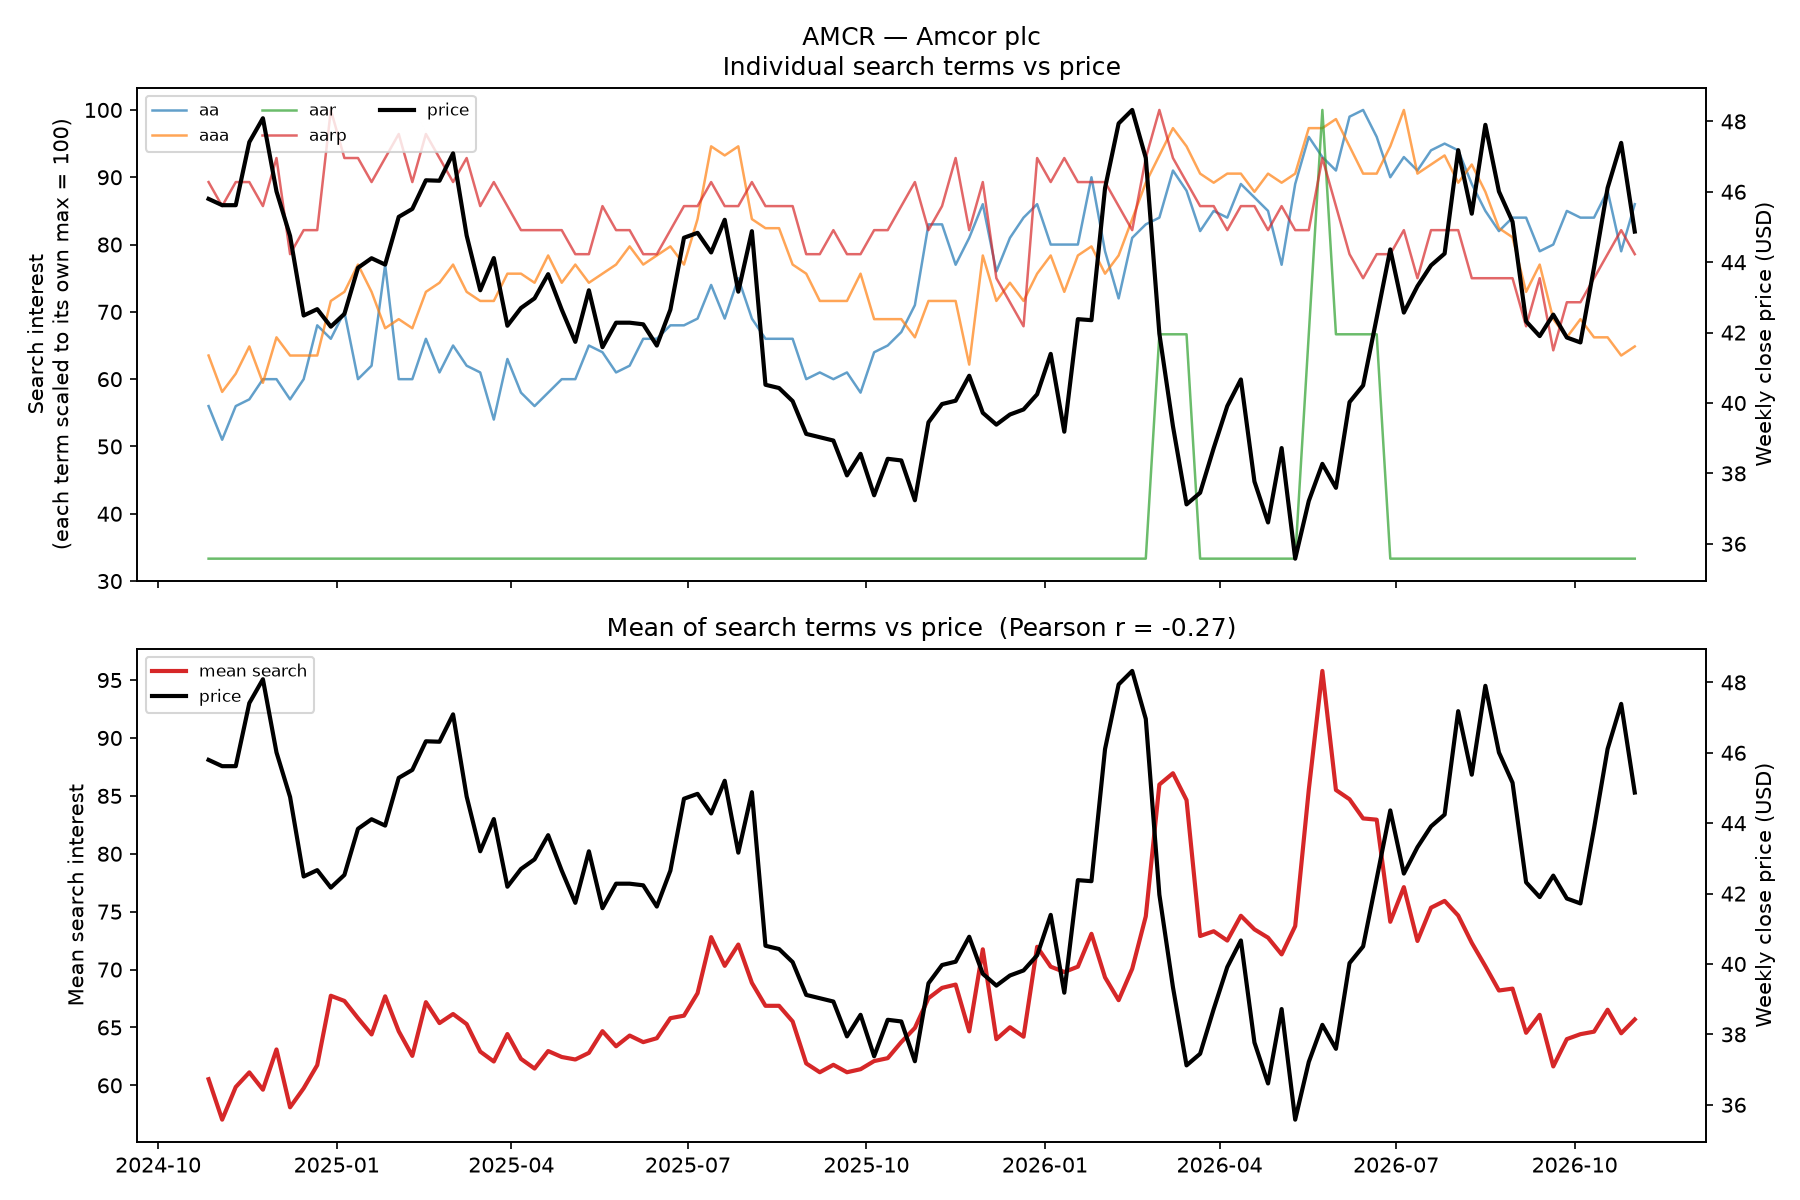 AMCR — Amcor plc
Individual search terms vs price
aa
aaa
aar
aarp
price
Search interest
(each term scaled to its own max = 100)
100
90
80
70
60
50
40
30
Weekly close price (USD)
48
46
44
42
40
38
36
Mean of search terms vs price (Pearson r = -0.27)
mean search
price
Mean search interest
95
90
85
80
75
70
65
60
Weekly close price (USD)
48
46
44
42
40
38
36
2024-10 2025-01 2025-04 2025-07 2025-10 2026-01 2026-04 2026-07 2026-10